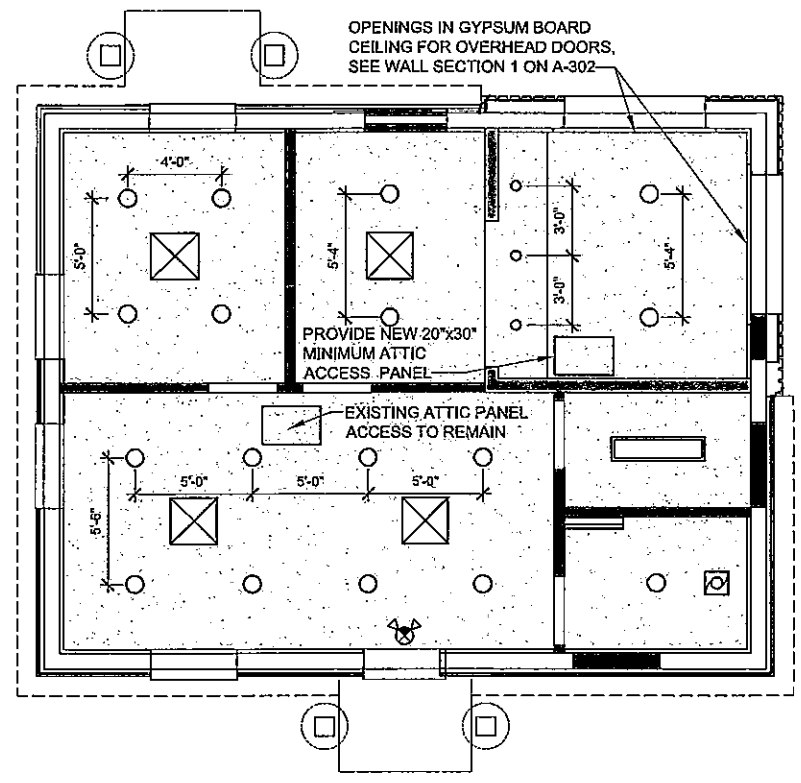 OPENINGS IN GYPSUM BOARD
CEILING FOR OVERHEAD DOORS,
SEE WALL SECTION 1 ON A-302
4'-0"
5'-0"
5'-4"
3'-0"
3'-0"
5'-4"
PROVIDE NEW 20"x30"
MINIMUM ATTIC
ACCESS PANEL
EXISTING ATTIC PANEL
ACCESS TO REMAIN
5'-0"
5'-0"
5'-0"
5'-6"